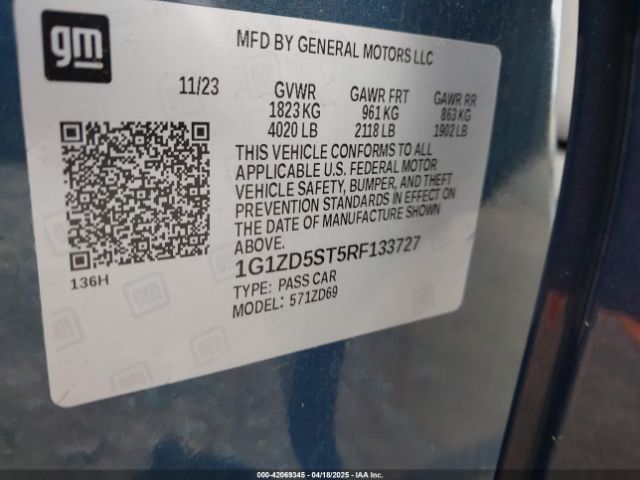 gm
MFD BY GENERAL MOTORS LLC
11/23 GVWR GAWR FRT GAWR RR
1823 KG 961 KG 863 KG
4020 LB 2118 LB 1902 LB
THIS VEHICLE CONFORMS TO ALL
APPLICABLE U.S. FEDERAL MOTOR
VEHICLE SAFETY, BUMPER, AND THEFT
PREVENTION STANDARDS IN EFFECT ON
THE DATE OF MANUFACTURE SHOWN
ABOVE.
136H
1G1ZD5ST5RF133727
TYPE: PASS CAR
MODEL: 571ZD69
000-42069345 - 04/18/2025 - IAA Inc.